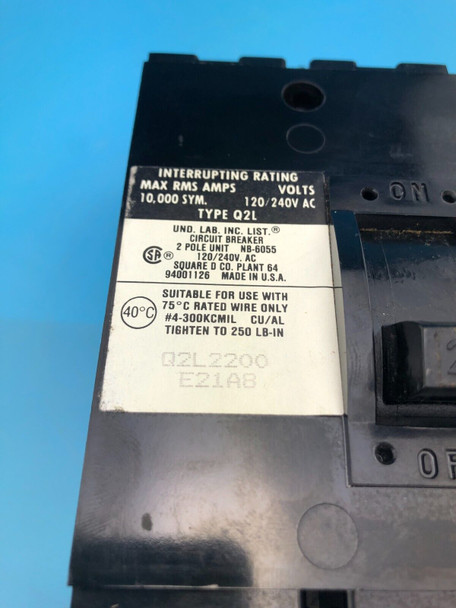 INTERRUPTING RATING
MAX RMS AMPS VOLTS
10,000 SYM. 120/240V AC
TYPE Q2L
UND. LAB. INC. LIST.®
CIRCUIT BREAKER
2 POLE UNIT NB-6055
120/240V. AC
SQUARE D CO. PLANT 64
94001126 MADE IN U.S.A.
40°C
SUITABLE FOR USE WITH
75°C RATED WIRE ONLY
#4-300KCMIL CU/AL
TIGHTEN TO 250 LB-IN
Q2L2200
E21A8
ON